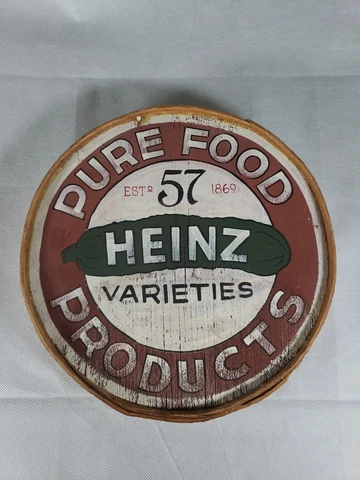 PURE FOOD
ESTD 57 1869
HEINZ
VARIETIES
PRODUCTS